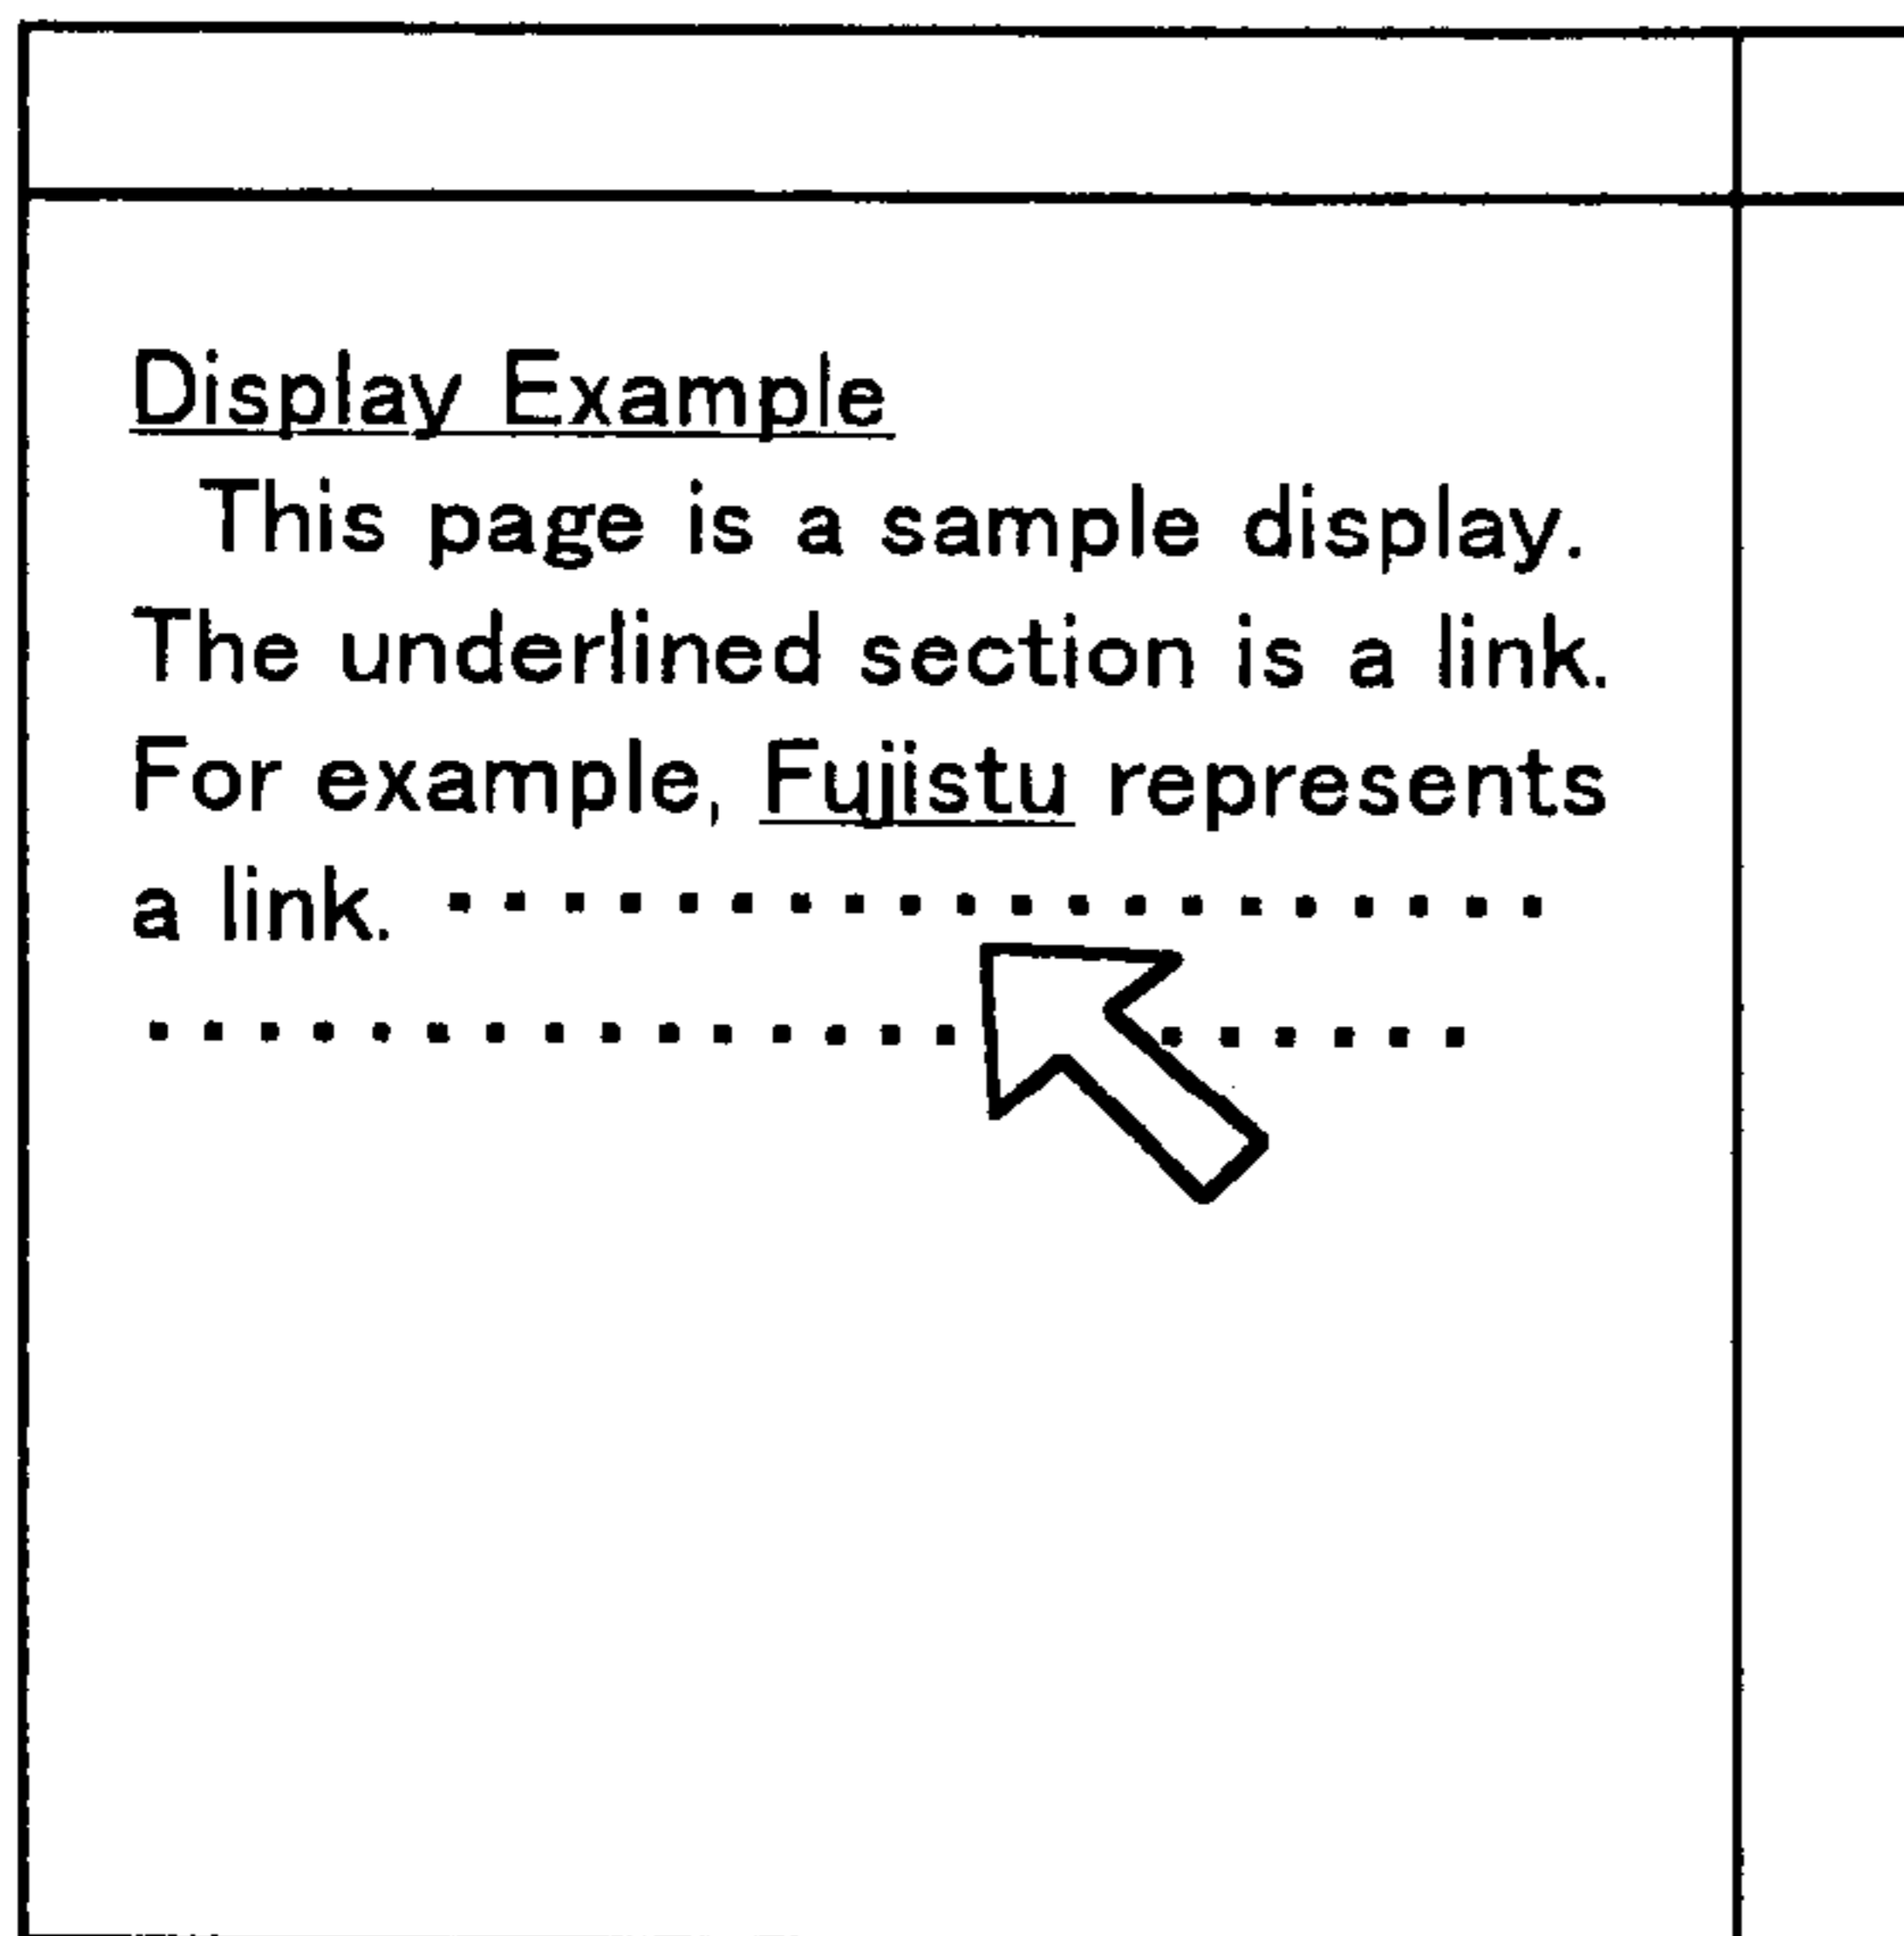 Display Example
This page is a sample display.
The underlined section is a link.
For example, Fujistu represents
a link. ····················
·····················